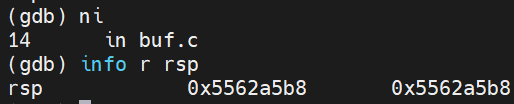 (gdb) ni
14      in buf.c
(gdb) info r rsp
rsp            0x5562a5b8          0x5562a5b8